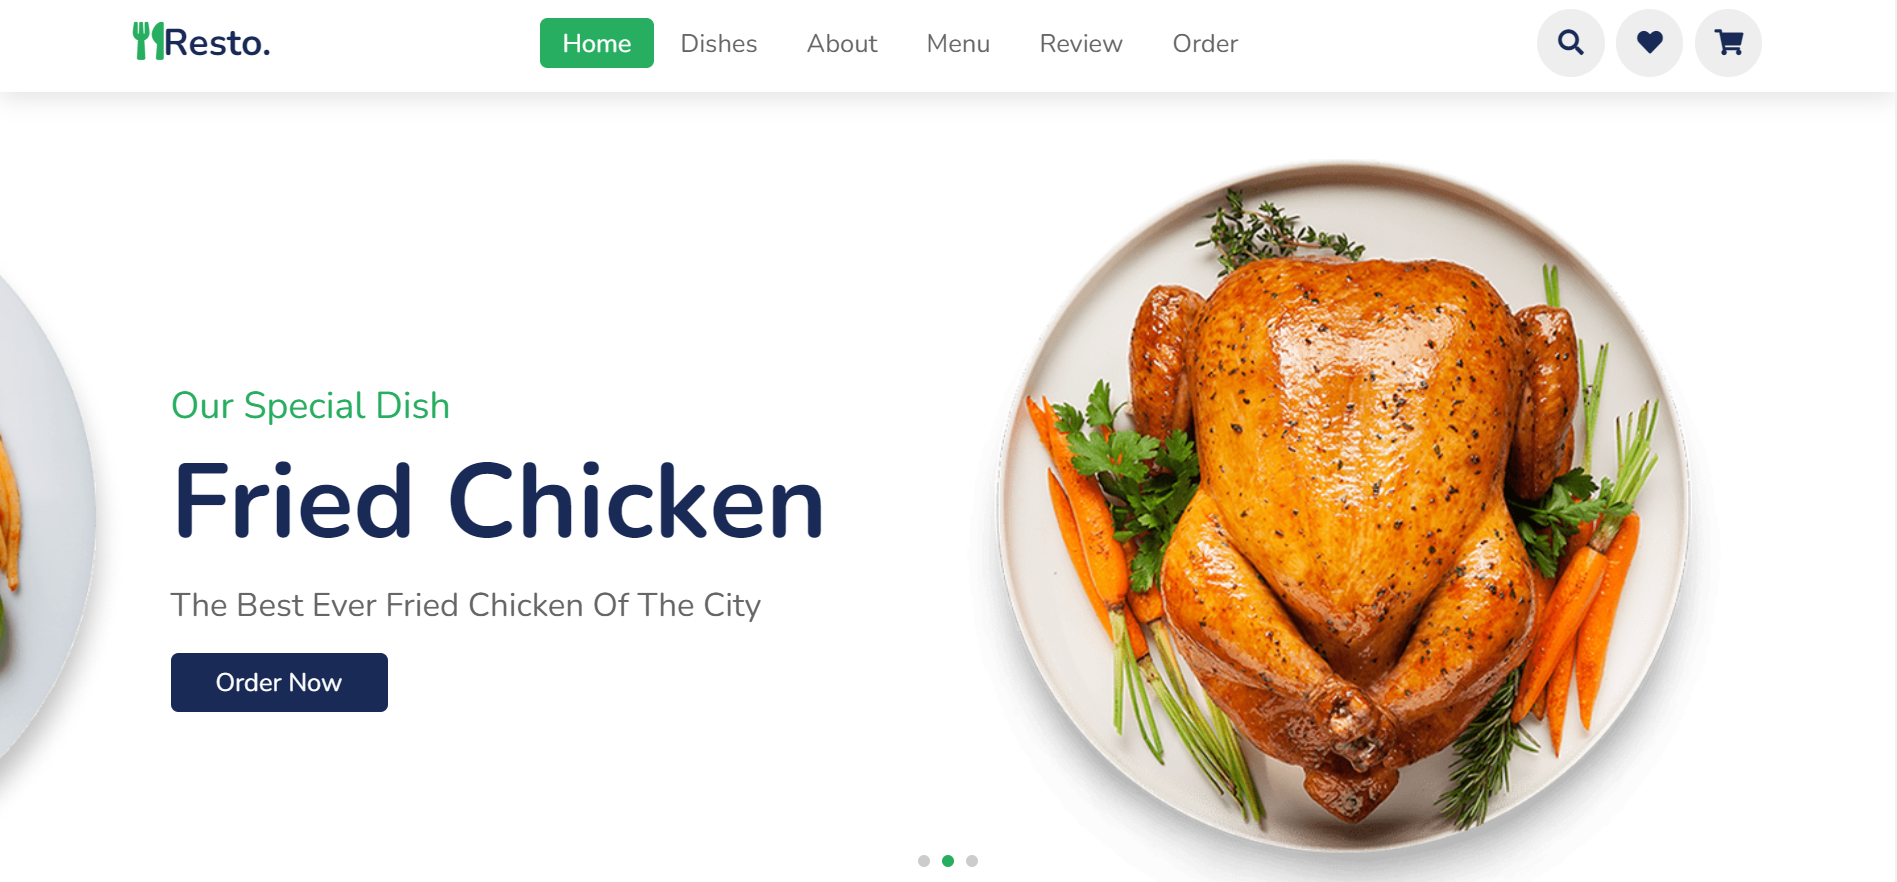 Resto.
Home Dishes About Menu Review Order
Our Special Dish
Fried Chicken
The Best Ever Fried Chicken Of The City
Order Now